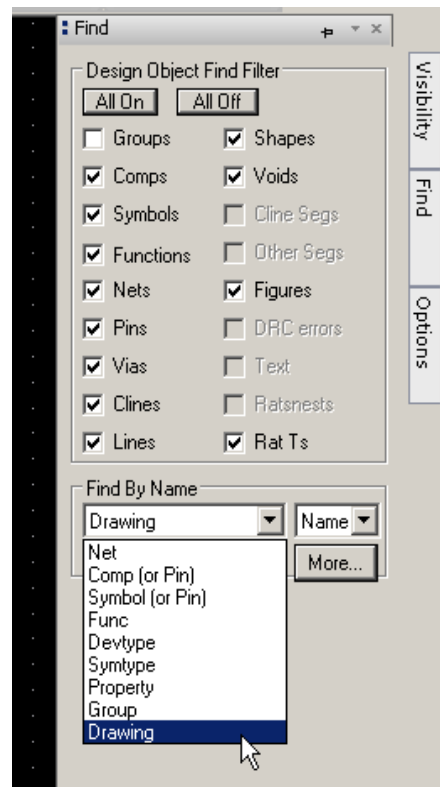 Find
Design Object Find Filter
All On All Off
Groups Shapes
Comps Voids
Symbols Cline Segs
Functions Other Segs
Nets Figures
Pins DRC errors
Vias Text
Clines Ratsnests
Lines Rat Ts
Find By Name
Drawing Name
More...
Net
Comp (or Pin)
Symbol (or Pin)
Func
Devtype
Symtype
Property
Group
Drawing
Visibility
Find
Options